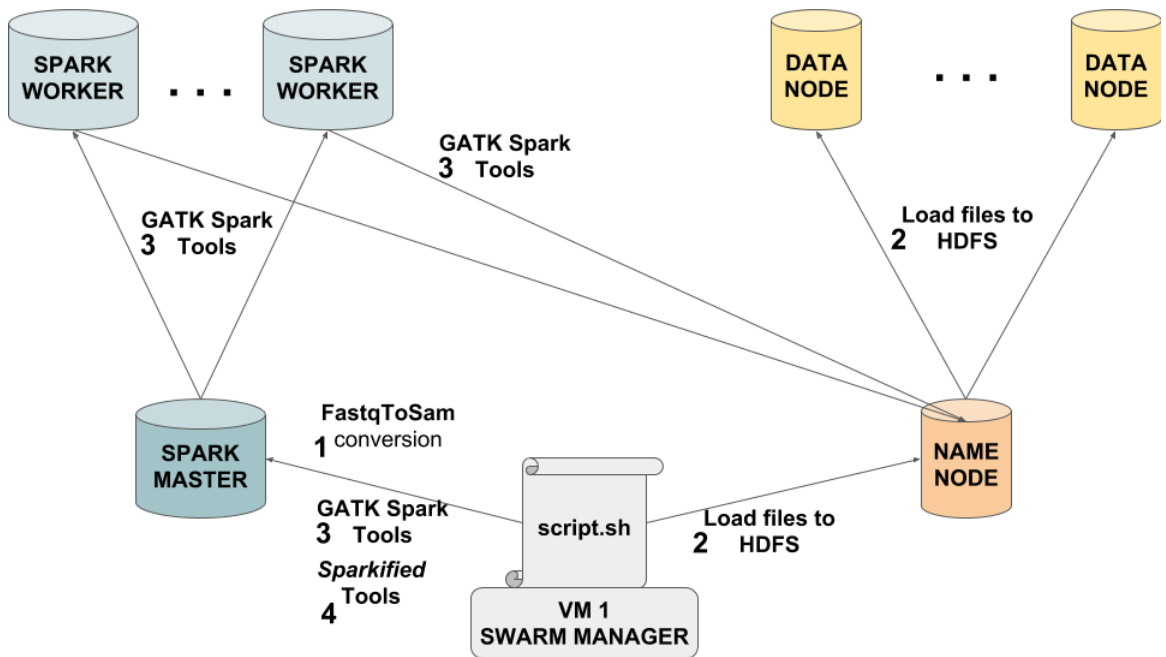 SPARK
WORKER
. . .
SPARK
WORKER
DATA
NODE
. . .
DATA
NODE
GATK Spark
3 Tools
GATK Spark
3 Tools
Load files to
2 HDFS
SPARK
MASTER
FastqToSam
1 conversion
GATK Spark
3 Tools
Sparkified
4 Tools
script.sh
Load files to
2 HDFS
NAME
NODE
VM 1
SWARM MANAGER